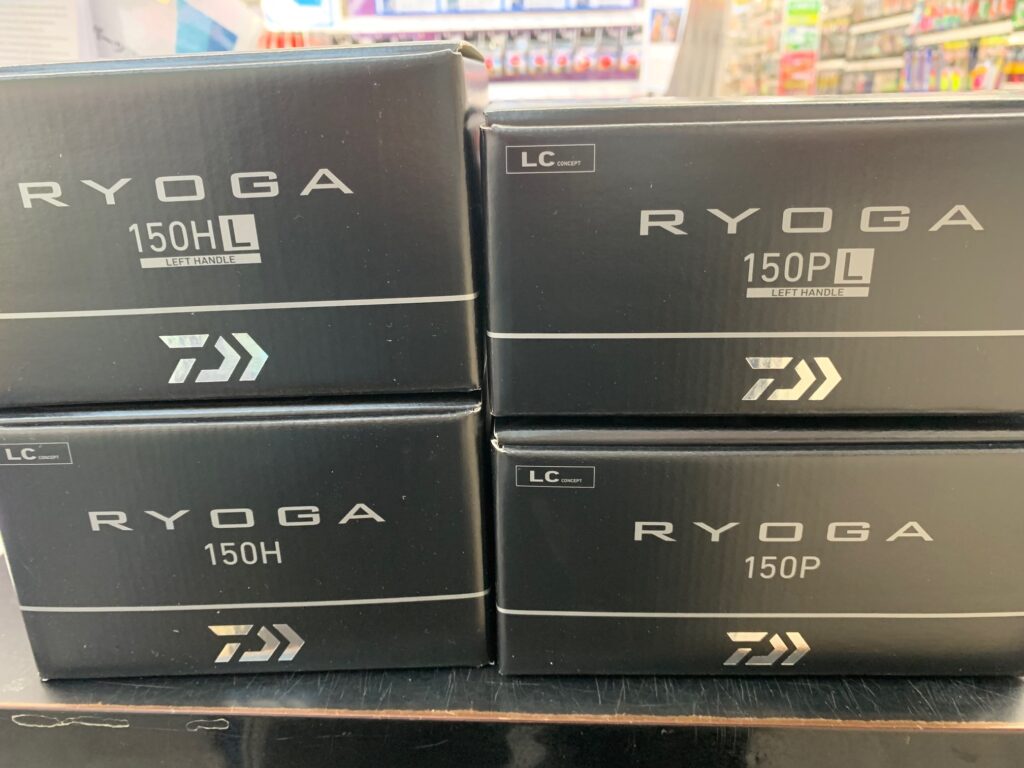 RYOGA
150HL
LEFT HANDLE
LC CONCEPT
RYOGA
150PL
LEFT HANDLE
LC CONCEPT
RYOGA
150H
LC CONCEPT
RYOGA
150P